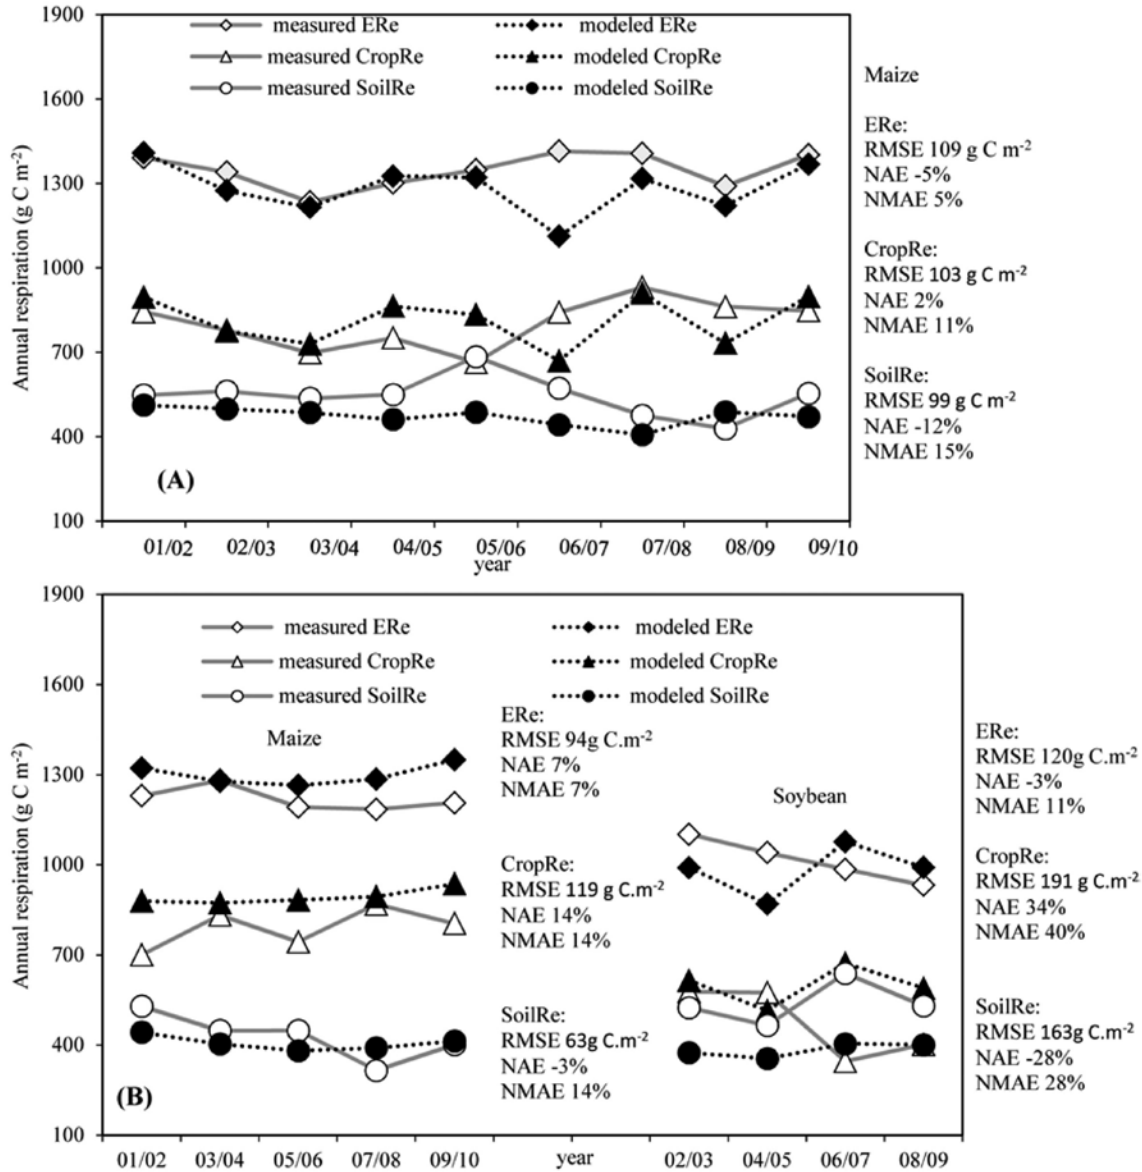 1900
1600
1300
1000
700
400
100
Annual respiration (g C m-2)
measured ERe
modeled ERe
measured CropRe
modeled CropRe
measured SoilRe
modeled SoilRe
Maize
ERe:
RMSE 109 g C m-2
NAE -5%
NMAE 5%
CropRe:
RMSE 103 g C m-2
NAE 2%
NMAE 11%
SoilRe:
RMSE 99 g C m-2
NAE -12%
NMAE 15%
(A)
01/02 02/03 03/04 04/05 05/06 06/07 07/08 08/09 09/10
year
1900
1600
1300
1000
700
400
100
Annual respiration (g C m-2)
measured ERe
modeled ERe
measured CropRe
modeled CropRe
measured SoilRe
modeled SoilRe
Maize
ERe:
RMSE 94g C.m-2
NAE 7%
NMAE 7%
CropRe:
RMSE 119 g C.m-2
NAE 14%
NMAE 14%
SoilRe:
RMSE 63g C.m-2
NAE -3%
NMAE 14%
Soybean
ERe:
RMSE 120g C.m-2
NAE -3%
NMAE 11%
CropRe:
RMSE 191 g C.m-2
NAE 34%
NMAE 40%
SoilRe:
RMSE 163g C.m-2
NAE -28%
NMAE 28%
(B)
01/02 03/04 05/06 07/08 09/10 year 02/03 04/05 06/07 08/09